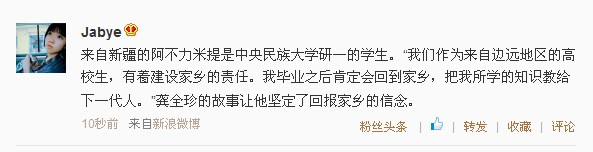 Jabye
来自新疆的阿不力米提是中央民族大学研一的学生。“我们作为来自边远地区的高
校生，有着建设家乡的责任。我毕业之后肯定会回到家乡，把我所学的知识教给
下一代人。”龚全珍的故事让他坚定了回报家乡的信念。
10秒前 来自新浪微博 粉丝头条 | | 转发 | 收藏 | 评论